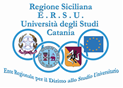 Regione Siciliana
E.R.S.U.
Università degli Studi
Catania
Ente Regionale per il Diritto allo Studio Universitario